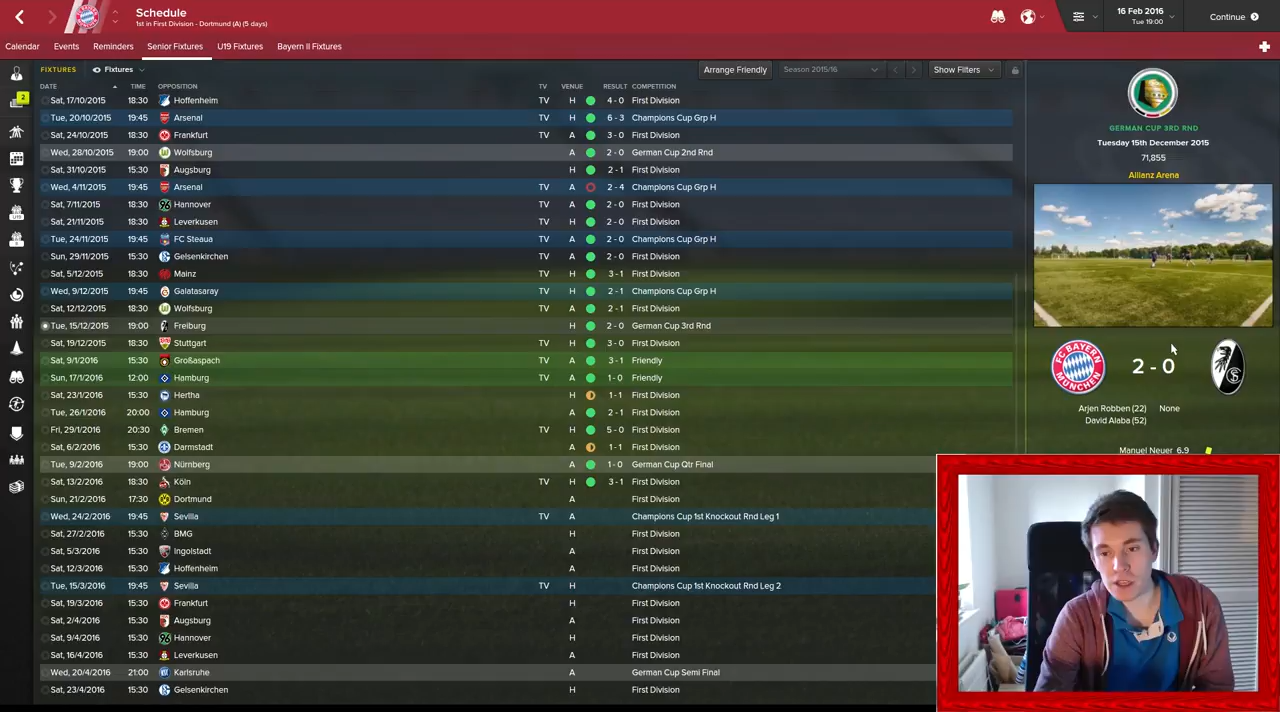 Schedule
1st in First Division - Dortmund (A) (5 days)
16 Feb 2016
Tue 19:00
Continue
Calendar Events Reminders Senior Fixtures U19 Fixtures Bayern II Fixtures
2
FIXTURES Fixtures Arrange Friendly Season 2015/16 Show Filters
DATE TIME OPPOSITION TV VENUE RESULT COMPETITION
Sat, 17/10/2015 18:30 Hoffenheim TV H 4 - 0 First Division
Tue, 20/10/2015 19:45 Arsenal TV H 6 - 3 Champions Cup Grp H
Sat, 24/10/2015 18:30 Frankfurt TV A 3 - 0 First Division
Wed, 28/10/2015 19:00 Wolfsburg A 2 - 0 German Cup 2nd Rnd
Sat, 31/10/2015 15:30 Augsburg H 2 - 1 First Division
Wed, 4/11/2015 19:45 Arsenal TV A 2 - 4 Champions Cup Grp H
Sat, 7/11/2015 18:30 Hannover TV A 2 - 0 First Division
Sat, 21/11/2015 18:30 Leverkusen TV H 2 - 0 First Division
Tue, 24/11/2015 19:45 FC Steaua TV A 2 - 0 Champions Cup Grp H
Sun, 29/11/2015 15:30 Gelsenkirchen TV A 2 - 0 First Division
Sat, 5/12/2015 18:30 Mainz TV H 3 - 1 First Division
Wed, 9/12/2015 19:45 Galatasaray TV H 2 - 1 Champions Cup Grp H
Sat, 12/12/2015 18:30 Wolfsburg TV A 2 - 1 First Division
Tue, 15/12/2015 19:00 Freiburg H 2 - 0 German Cup 3rd Rnd
Sat, 19/12/2015 18:30 Stuttgart TV H 3 - 0 First Division
Sat, 9/1/2016 15:30 Großaspach TV A 3 - 1 Friendly
Sun, 17/1/2016 12:00 Hamburg TV A 1 - 0 Friendly
Sat, 23/1/2016 15:30 Hertha H 1 - 1 First Division
Tue, 26/1/2016 20:00 Hamburg A 2 - 1 First Division
Fri, 29/1/2016 20:30 Bremen TV H 5 - 0 First Division
Sat, 6/2/2016 15:30 Darmstadt A 1 - 1 First Division
Tue, 9/2/2016 19:00 Nürnberg A 1 - 0 German Cup Qtr Final
Sat, 13/2/2016 18:30 Köln TV H 3 - 1 First Division
Sun, 21/2/2016 17:30 Dortmund A First Division
Wed, 24/2/2016 19:45 Sevilla TV A Champions Cup 1st Knockout Rnd Leg 1
Sat, 27/2/2016 15:30 BMG H First Division
Sat, 5/3/2016 15:30 Ingolstadt A First Division
Sat, 12/3/2016 15:30 Hoffenheim A First Division
Tue, 15/3/2016 19:45 Sevilla TV H Champions Cup 1st Knockout Rnd Leg 2
Sat, 19/3/2016 15:30 Frankfurt H First Division
Sat, 2/4/2016 15:30 Augsburg A First Division
Sat, 9/4/2016 15:30 Hannover H First Division
Sat, 16/4/2016 15:30 Leverkusen A First Division
Wed, 20/4/2016 21:00 Karlsruhe A German Cup Semi Final
Sat, 23/4/2016 15:30 Gelsenkirchen H First Division
GERMAN CUP 3RD RND
Tuesday 15th December 2015
71,855
Allianz Arena
FC BAYERN MÜNCHEN
2 - 0
Arjen Robben (22) None
David Alaba (52)
Manuel Neuer 6.9